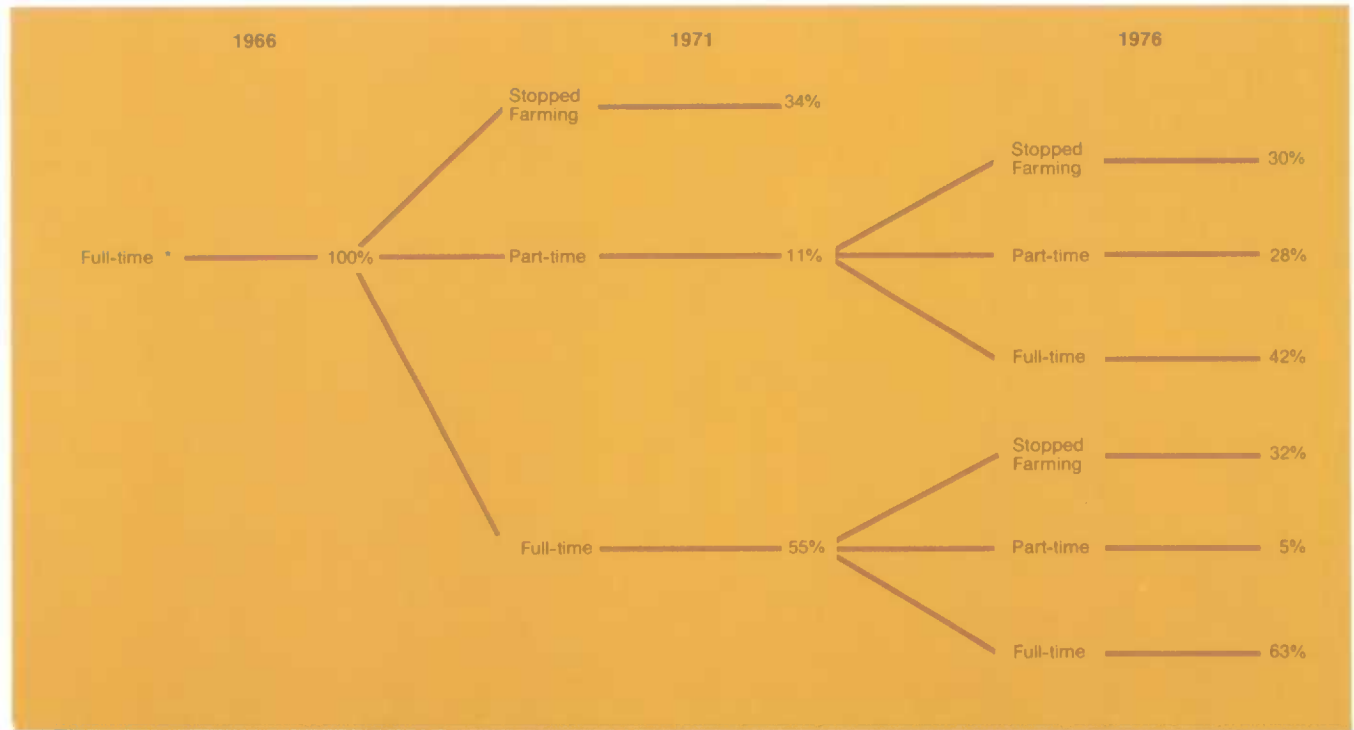 1966 1971 1976
Stopped
Farming 34%
Stopped
Farming 30%
Full-time * 100% Part-time 11% Part-time 28%
Full-time 42%
Stopped
Farming 32%
Full-time 55% Part-time 5%
Full-time 63%